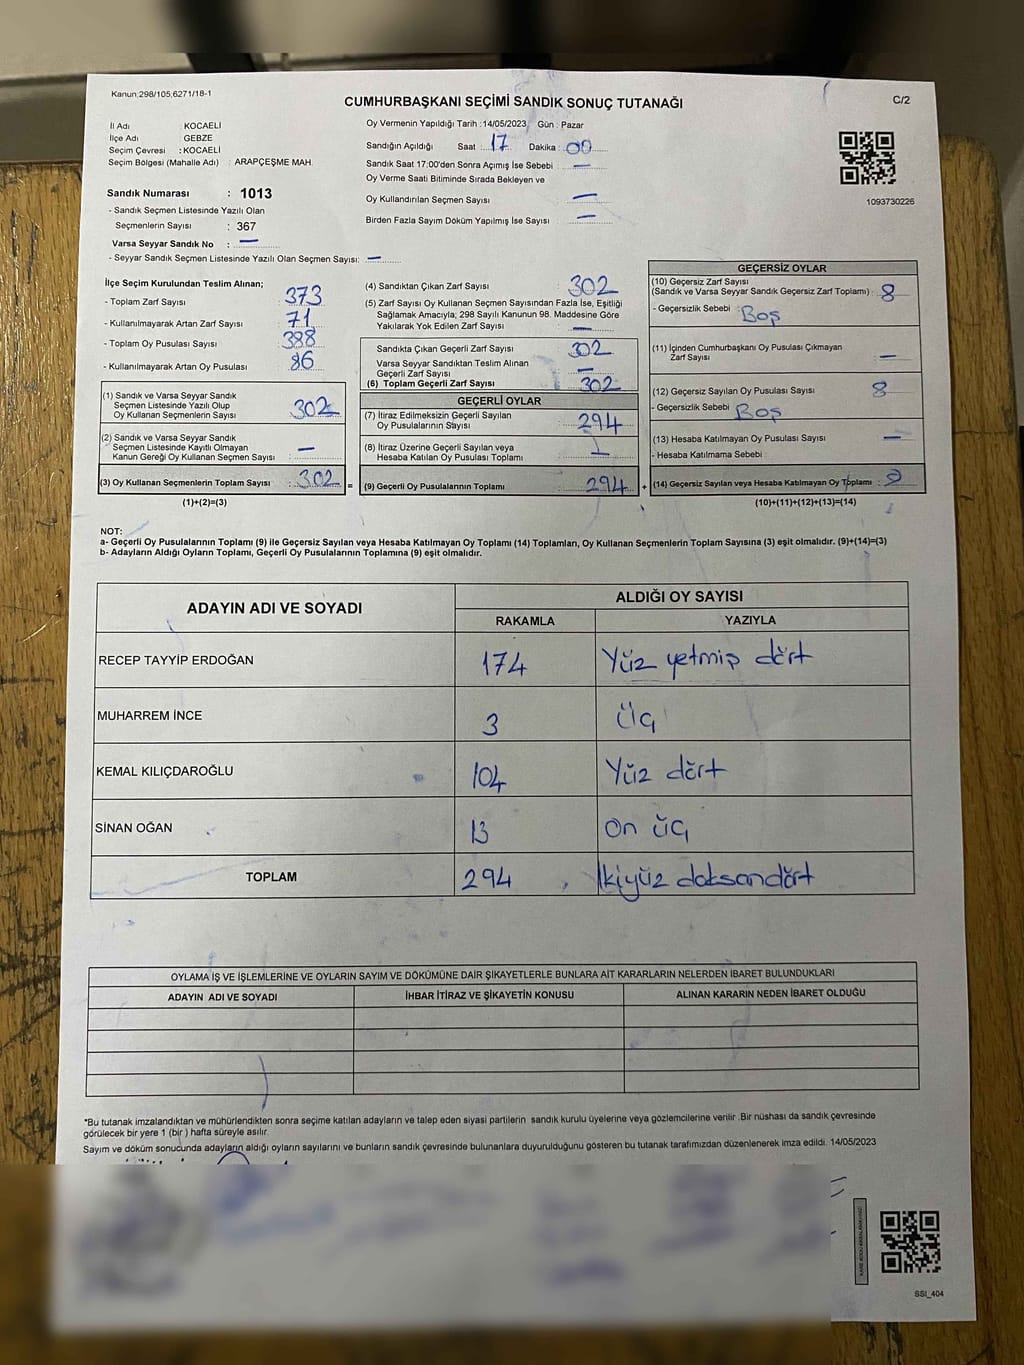 Kanun;298/105;6271/18-1
CUMHURBAŞKANI SEÇİMİ SANDIK SONUÇ TUTANAĞI
C/2
İl Adı : KOCAELİ
İlçe Adı : GEBZE
Seçim Çevresi : KOCAELİ
Seçim Bölgesi (Mahalle Adı) : ARAPÇEŞME MAH.
Sandık Numarası : 1013
- Sandık Seçmen Listesinde Yazılı Olan
Seçmenlerin Sayısı : 367
Varsa Seyyar Sandık No : —
- Seyyar Sandık Seçmen Listesinde Yazılı Olan Seçmen Sayısı: —
Oy Vermenin Yapıldığı Tarih : 14/05/2023 Gün : Pazar
Sandığın Açıldığı Saat : 17 Dakika : 00
Sandık Saat 17:00'den Sonra Açımış İse Sebebi : —
Oy Verme Saati Bitiminde Sırada Bekleyen ve
Oy Kullandırılan Seçmen Sayısı : —
Birden Fazla Sayım Döküm Yapılmış İse Sayısı : —
1093730226
İlçe Seçim Kurulundan Teslim Alınan;
- Toplam Zarf Sayısı : 373
- Kullanılmayarak Artan Zarf Sayısı : 71
- Toplam Oy Pusulası Sayısı : 388
- Kullanılmayarak Artan Oy Pusulası : 86
(1) Sandık ve Varsa Seyyar Sandık
Seçmen Listesinde Yazılı Olup
Oy Kullanan Seçmenlerin Sayısı : 302
(2) Sandık ve Varsa Seyyar Sandık
Seçmen Listesinde Kayıtlı Olmayan
Kanun Gereği Oy Kullanan Seçmen Sayısı : —
(3) Oy Kullanan Seçmenlerin Toplam Sayısı : 302
(1)+(2)=(3)
(4) Sandıktan Çıkan Zarf Sayısı : 302
(5) Zarf Sayısı Oy Kullanan Seçmen Sayısından Fazla İse, Eşitliği
Sağlamak Amacıyla; 298 Sayılı Kanunun 98. Maddesine Göre
Yakılarak Yok Edilen Zarf Sayısı : —
Sandıkta Çıkan Geçerli Zarf Sayısı : 302
Varsa Seyyar Sandıktan Teslim Alınan
Geçerli Zarf Sayısı : —
(6) Toplam Geçerli Zarf Sayısı : 302
GEÇERLİ OYLAR
(7) İtiraz Edilmeksizin Geçerli Sayılan
Oy Pusulalarının Sayısı : 294
(8) İtiraz Üzerine Geçerli Sayılan veya
Hesaba Katılan Oy Pusulası Toplamı :
= (9) Geçerli Oy Pusulalarının Toplamı : 294
GEÇERSİZ OYLAR
(10) Geçersiz Zarf Sayısı
(Sandık ve Varsa Seyyar Sandık Geçersiz Zarf Toplamı) : 8
- Geçersizlik Sebebi : Boş
(11) İçinden Cumhurbaşkanı Oy Pusulası Çıkmayan
Zarf Sayısı : —
(12) Geçersiz Sayılan Oy Pusulası Sayısı : 8
- Geçersizlik Sebebi : Boş
(13) Hesaba Katılmayan Oy Pusulası Sayısı : —
- Hesaba Katılmama Sebebi :
+ (14) Geçersiz Sayılan veya Hesaba Katılmayan Oy Toplamı :
(10)+(11)+(12)+(13)=(14)
NOT:
a- Geçerli Oy Pusulalarının Toplamı (9) ile Geçersiz Sayılan veya Hesaba Katılmayan Oy Toplamı (14) Toplamları, Oy Kullanan Seçmenlerin Toplam Sayısına (3) eşit olmalıdır. (9)+(14)=(3)
b- Adayların Aldığı Oyların Toplamı, Geçerli Oy Pusulalarının Toplamına (9) eşit olmalıdır.
ADAYIN ADI VE SOYADI
ALDIĞI OY SAYISI
RAKAMLA YAZIYLA
RECEP TAYYİP ERDOĞAN 174 Yüz yetmiş dört
MUHARREM İNCE 3 Üç
KEMAL KILIÇDAROĞLU 104 Yüz dört
SİNAN OĞAN 13 On üç
TOPLAM 294 İkiyüz doksandört
OYLAMA İŞ VE İŞLEMLERİNE VE OYLARIN SAYIM VE DÖKÜMÜNE DAİR ŞİKAYETLERLE BUNLARA AİT KARARLARIN NELERDEN İBARET BULUNDUKLARI
ADAYIN ADI VE SOYADI İHBAR İTİRAZ VE ŞİKAYETİN KONUSU ALINAN KARARIN NEDEN İBARET OLDUĞU
*Bu tutanak imzalandıktan ve mühürlendikten sonra seçime katılan adayların ve talep eden siyasi partilerin sandık kurulu üyelerine veya gözlemcilerine verilir .Bir nüshası da sandık çevresinde
görülecek bir yere 1 (bir ) hafta süreyle asılır.
Sayım ve döküm sonucunda adayların aldığı oyların sayılarını ve bunların sandık çevresinde bulunanlara duyurulduğunu gösteren bu tutanak tarafımızdan düzenlenerek imza edildi. 14/05/2023
SSI_404